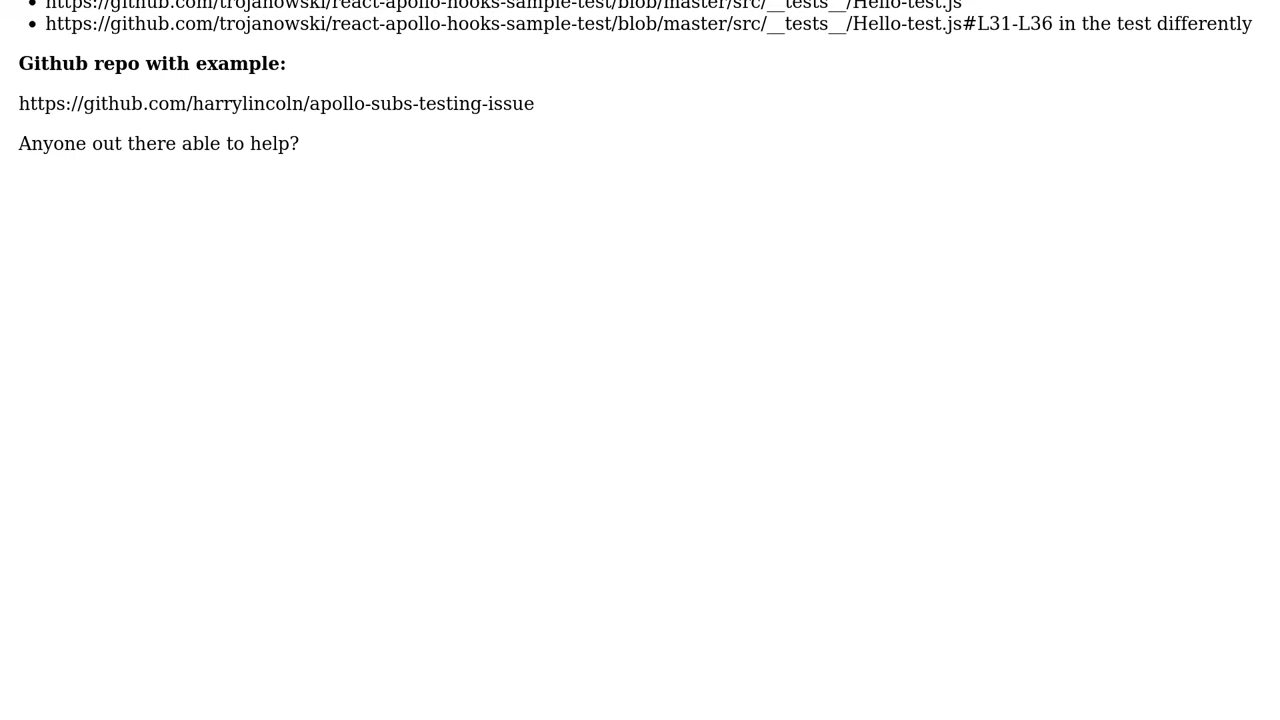 https://github.com/trojanowski/react-apollo-hooks-sample-test/blob/master/src/__tests__/Hello-test.js
https://github.com/trojanowski/react-apollo-hooks-sample-test/blob/master/src/__tests__/Hello-test.js#L31-L36 in the test differently
Github repo with example:
https://github.com/harrylincoln/apollo-subs-testing-issue
Anyone out there able to help?